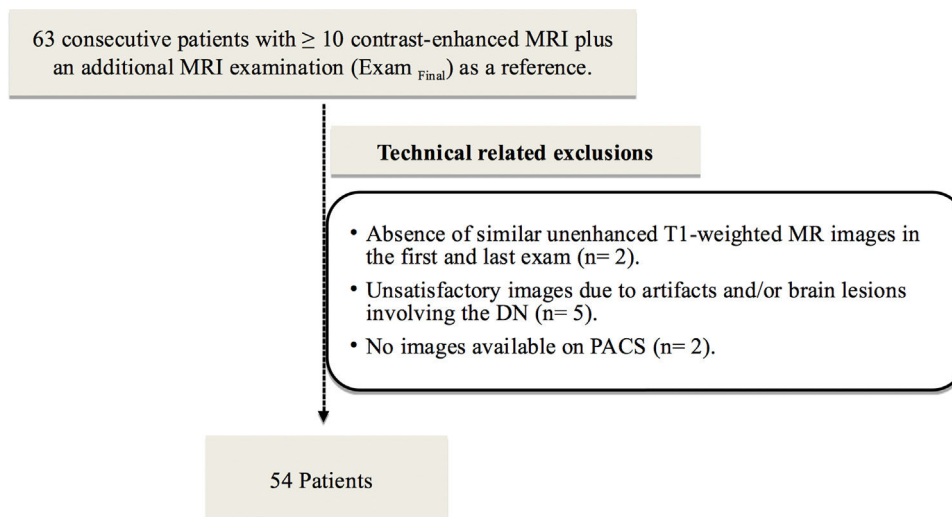 63 consecutive patients with ≥ 10 contrast-enhanced MRI plus
an additional MRI examination (Exam Final) as a reference.
Technical related exclusions
• Absence of similar unenhanced T1-weighted MR images in
the first and last exam (n= 2).
• Unsatisfactory images due to artifacts and/or brain lesions
involving the DN (n= 5).
• No images available on PACS (n= 2).
54 Patients